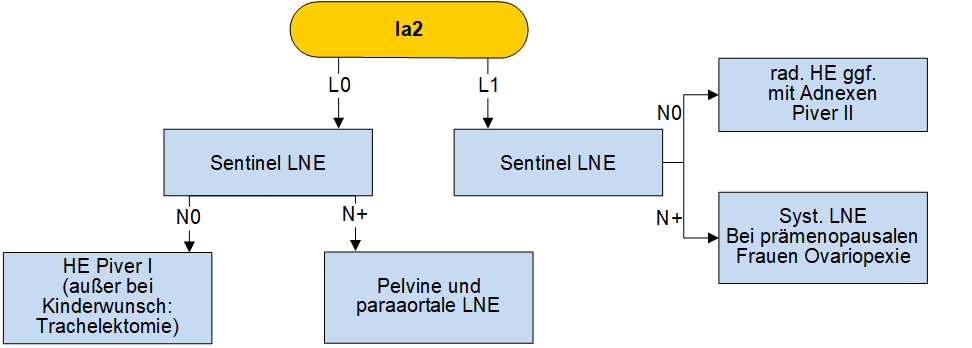 Ia2
L0
L1
Sentinel LNE
Sentinel LNE
N0
rad. HE ggf.
mit Adnexen
Piver II
N+
Syst. LNE
Bei prämenopausalen
Frauen Ovariopexie
N0
N+
HE Piver I
(außer bei
Kinderwunsch:
Trachelektomie)
Pelvine und
paraaortale LNE